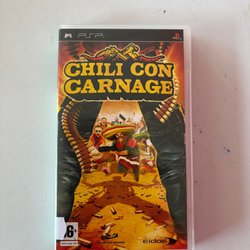 PSP
CHILI CON
CARNAGE
eidos